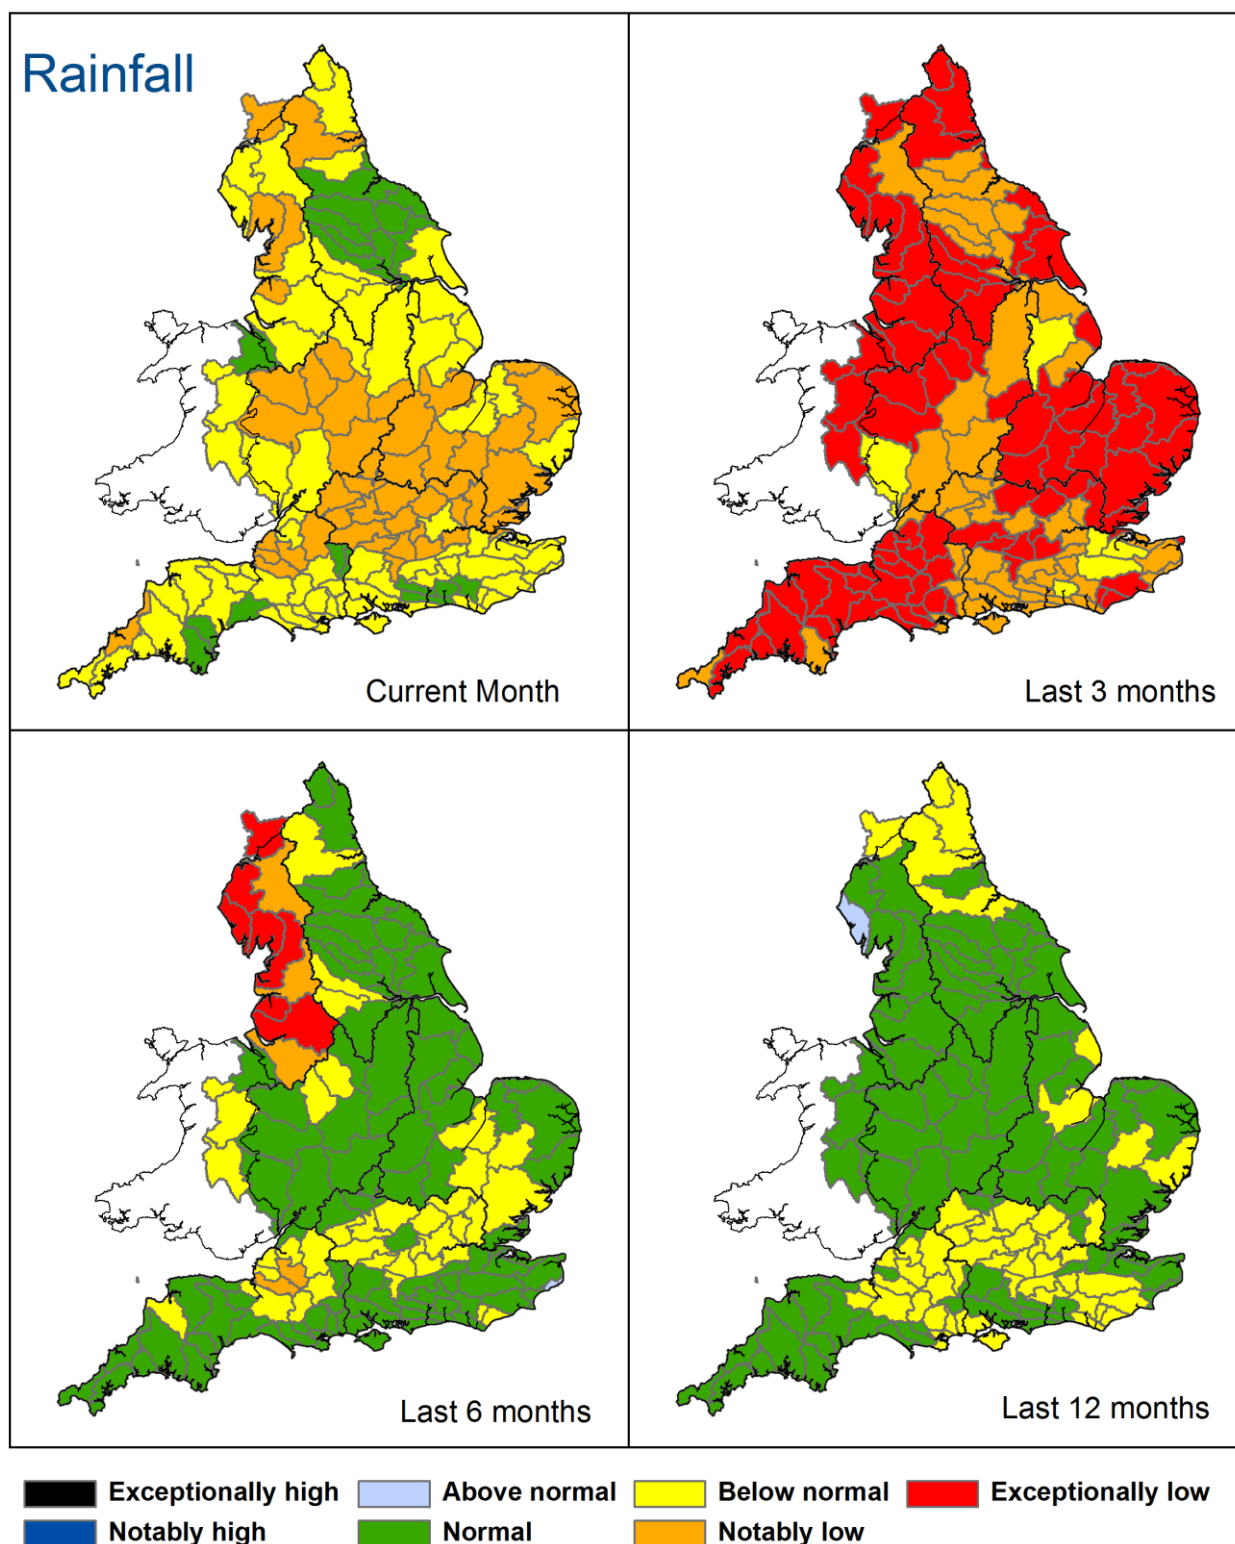 Rainfall
Current Month
Last 3 months
Last 6 months
Last 12 months
Exceptionally high
Above normal
Below normal
Exceptionally low
Notably high
Normal
Notably low